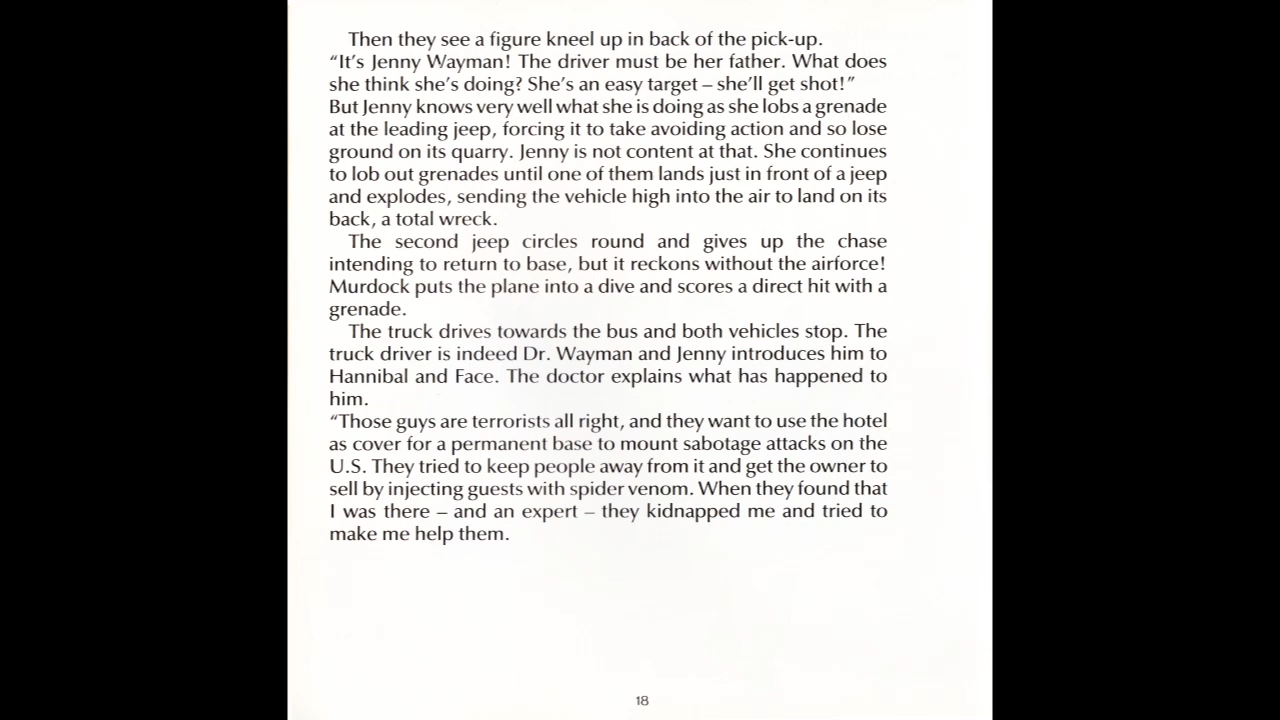 Then they see a figure kneel up in back of the pick-up.
“It’s Jenny Wayman! The driver must be her father. What does
she think she’s doing? She’s an easy target – she’ll get shot!”
But Jenny knows very well what she is doing as she lobs a grenade
at the leading jeep, forcing it to take avoiding action and so lose
ground on its quarry. Jenny is not content at that. She continues
to lob out grenades until one of them lands just in front of a jeep
and explodes, sending the vehicle high into the air to land on its
back, a total wreck.
The second jeep circles round and gives up the chase
intending to return to base, but it reckons without the airforce!
Murdock puts the plane into a dive and scores a direct hit with a
grenade.
The truck drives towards the bus and both vehicles stop. The
truck driver is indeed Dr. Wayman and Jenny introduces him to
Hannibal and Face. The doctor explains what has happened to
him.
“Those guys are terrorists all right, and they want to use the hotel
as cover for a permanent base to mount sabotage attacks on the
U.S. They tried to keep people away from it and get the owner to
sell by injecting guests with spider venom. When they found that
I was there – and an expert – they kidnapped me and tried to
make me help them.
18